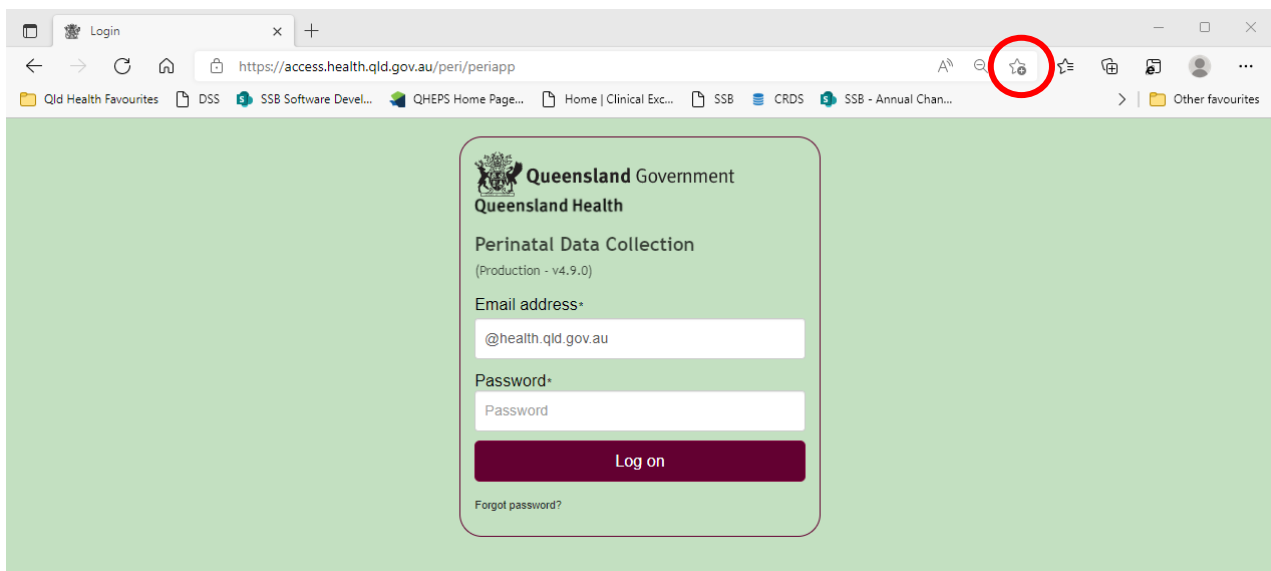 Login
https://access.health.qld.gov.au/peri/periapp
Qld Health Favourites DSS SSB Software Devel... QHEPS Home Page... Home | Clinical Exc... SSB CRDS SSB - Annual Chan... Other favourites
Queensland Government
Queensland Health
Perinatal Data Collection
(Production - v4.9.0)
Email address*
@health.qld.gov.au
Password*
Password
Log on
Forgot password?